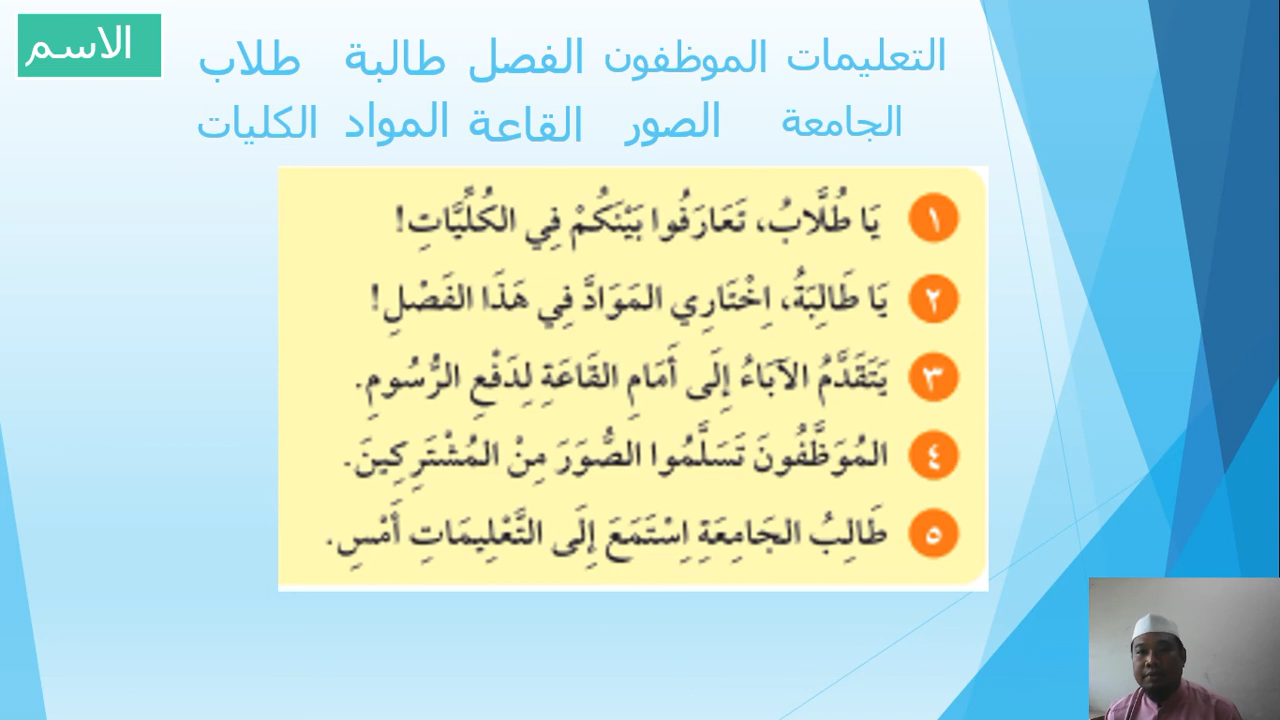 الاسم
التعليمات الموظفون الفصل طالبة طلاب
الجامعة الصور القاعة المواد الكليات
١ يَا طُلَّابُ، تَعَارَفُوا بَيْنَكُمْ فِي الكُلِّيَّاتِ!
٢ يَا طَالِبَةُ، اِخْتَارِي المَوَادَّ فِي هَذَا الفَصْلِ!
٣ يَتَقَدَّمُ الآبَاءُ إِلَى أَمَامِ القَاعَةِ لِدَفْعِ الرُّسُومِ.
٤ المُوَظَّفُونَ تَسَلَّمُوا الصُّوَرَ مِنْ المُشْتَرِكِينَ.
٥ طَالِبُ الجَامِعَةِ اِسْتَمَعَ إِلَى التَّعْلِيمَاتِ أَمْسِ.